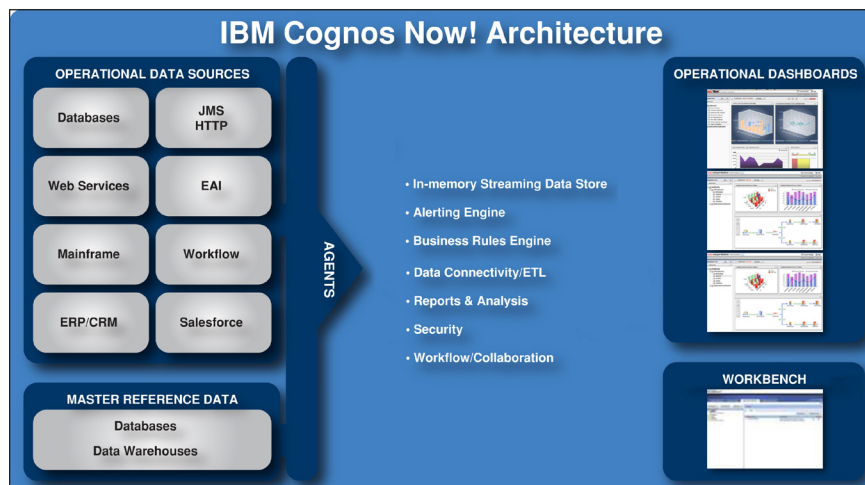 IBM Cognos Now! Architecture
OPERATIONAL DATA SOURCES
Databases
JMS
HTTP
Web Services
EAI
Mainframe
Workflow
ERP/CRM
Salesforce
MASTER REFERENCE DATA
Databases
Data Warehouses
AGENTS
• In-memory Streaming Data Store
• Alerting Engine
• Business Rules Engine
• Data Connectivity/ETL
• Reports & Analysis
• Security
• Workflow/Collaboration
OPERATIONAL DASHBOARDS
WORKBENCH